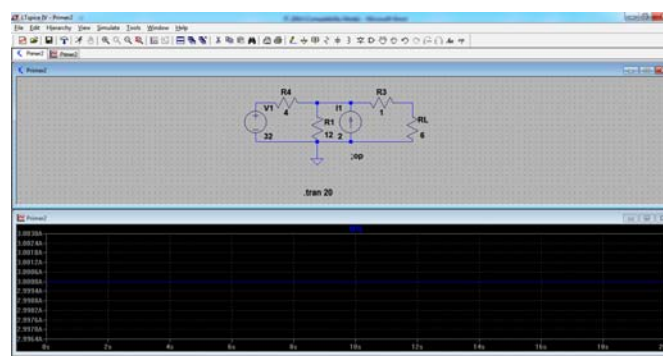 LTspice IV - Primer2
File Edit Hierarchy View Simulate Tools Window Help
Primer2 Primer2
Primer2
R4
4
V1
32
R1
12
I1
2
R3
1
RL
6
;op
.tran 20
Primer2
3.0030A
3.0024A
3.0018A
3.0012A
3.0006A
3.0000A
2.9994A
2.9988A
2.9982A
2.9976A
2.9970A
2.9964A
0s 2s 4s 6s 8s 10s 12s 14s 16s 18s